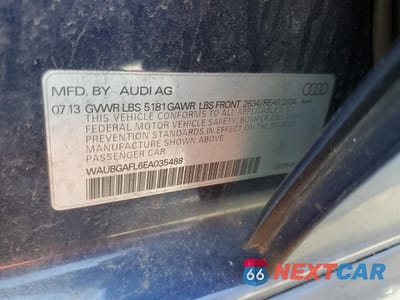 MFD. BY AUDI AG
07 13 GVWR LBS 5181 GAWR LBS FRONT 2634/REAR
THIS VEHICLE CONFORMS TO ALL APPLICABLE
FEDERAL MOTOR VEHICLE SAFETY
PREVENTION STANDARDS IN EFFECT ON THE DATE OF
MANUFACTURE SHOWN ABOVE
PASSENGER CAR
WAUBGAFL6EA035488
66 NEXTCAR